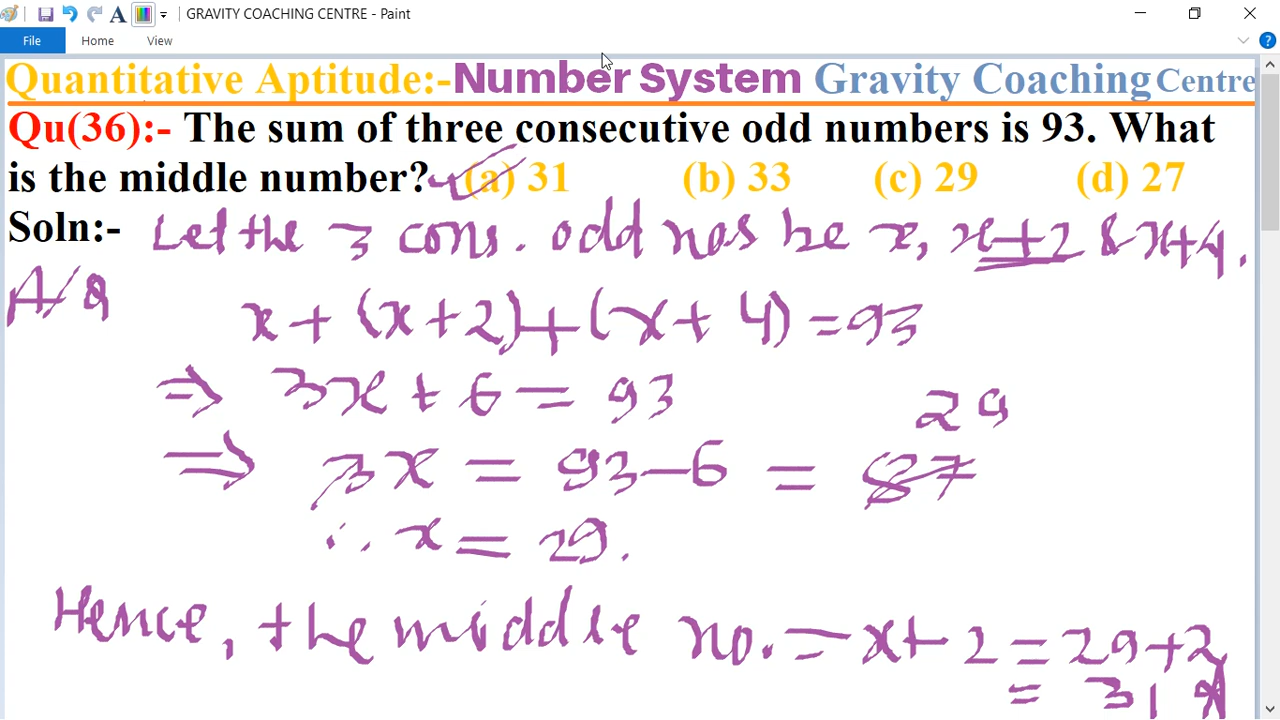 GRAVITY COACHING CENTRE - Paint
File Home View
Quantitative Aptitude:-Number System Gravity Coaching Centre
Qu(36):- The sum of three consecutive odd numbers is 93. What
is the middle number? (a) 31 (b) 33 (c) 29 (d) 27
Soln:- Let the 3 cons. odd nos be x, x+2 & x+4.
A/Q
x + (x+2) + (x+4) = 93
⇒ 3x + 6 = 93
29
⇒ 3x = 93-6 = 87
∴ x = 29.
Hence, the middle no. = x+2 = 29+2
= 31